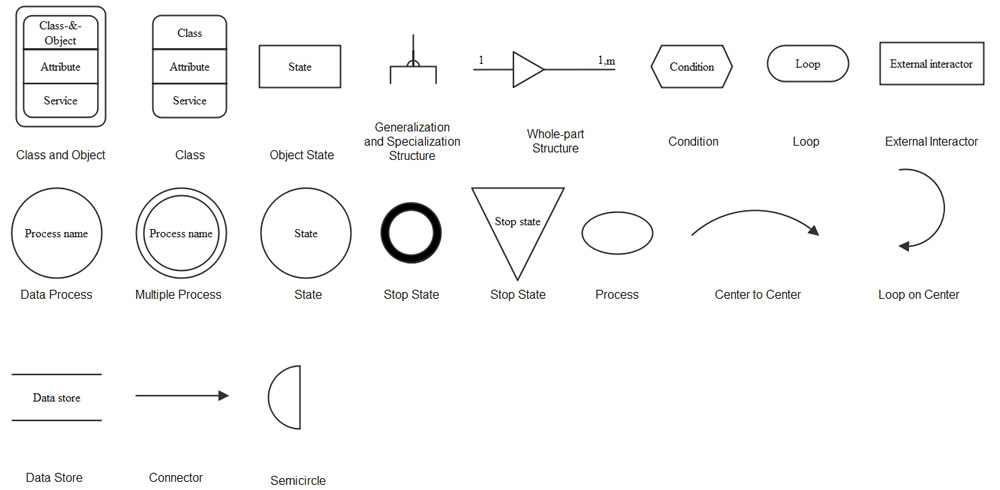 Class-&-
Object
Attribute
Service
Class
Attribute
Service
State
1
1,m
Condition
Loop
External interactor
Class and Object
Class
Object State
Generalization
and Specialization
Structure
Whole-part
Structure
Condition
Loop
External Interactor
Process name
Process name
State
Stop state
Data Process
Multiple Process
State
Stop State
Stop State
Process
Center to Center
Loop on Center
Data store
Data Store
Connector
Semicircle